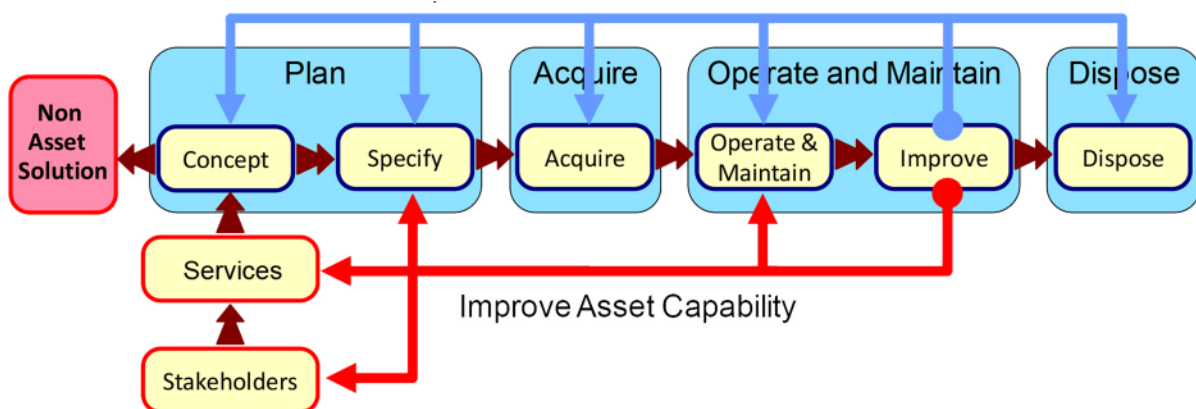 Plan
Acquire
Operate and Maintain
Dispose
Non
Asset
Solution
Concept
Specify
Acquire
Operate &
Maintain
Improve
Dispose
Services
Improve Asset Capability
Stakeholders